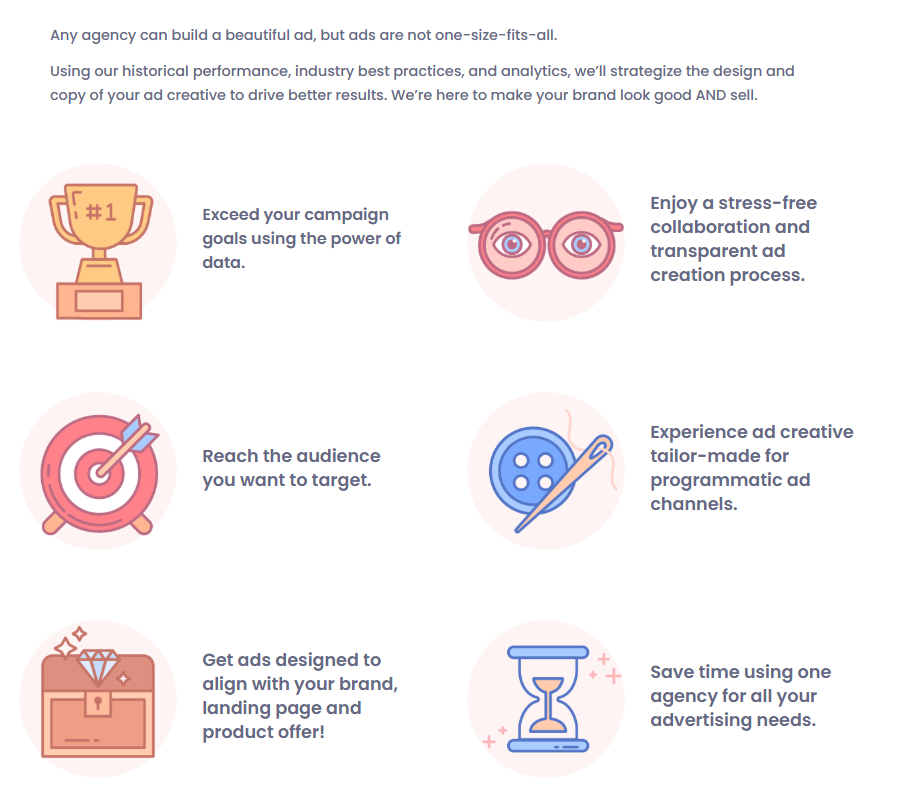 Any agency can build a beautiful ad, but ads are not one-size-fits-all.
Using our historical performance, industry best practices, and analytics, we’ll strategize the design and
copy of your ad creative to drive better results. We’re here to make your brand look good AND sell.
#1
Exceed your campaign
goals using the power of
data.
Enjoy a stress-free
collaboration and
transparent ad
creation process.
Reach the audience
you want to target.
Experience ad creative
tailor-made for
programmatic ad
channels.
Get ads designed to
align with your brand,
landing page and
product offer!
Save time using one
agency for all your
advertising needs.